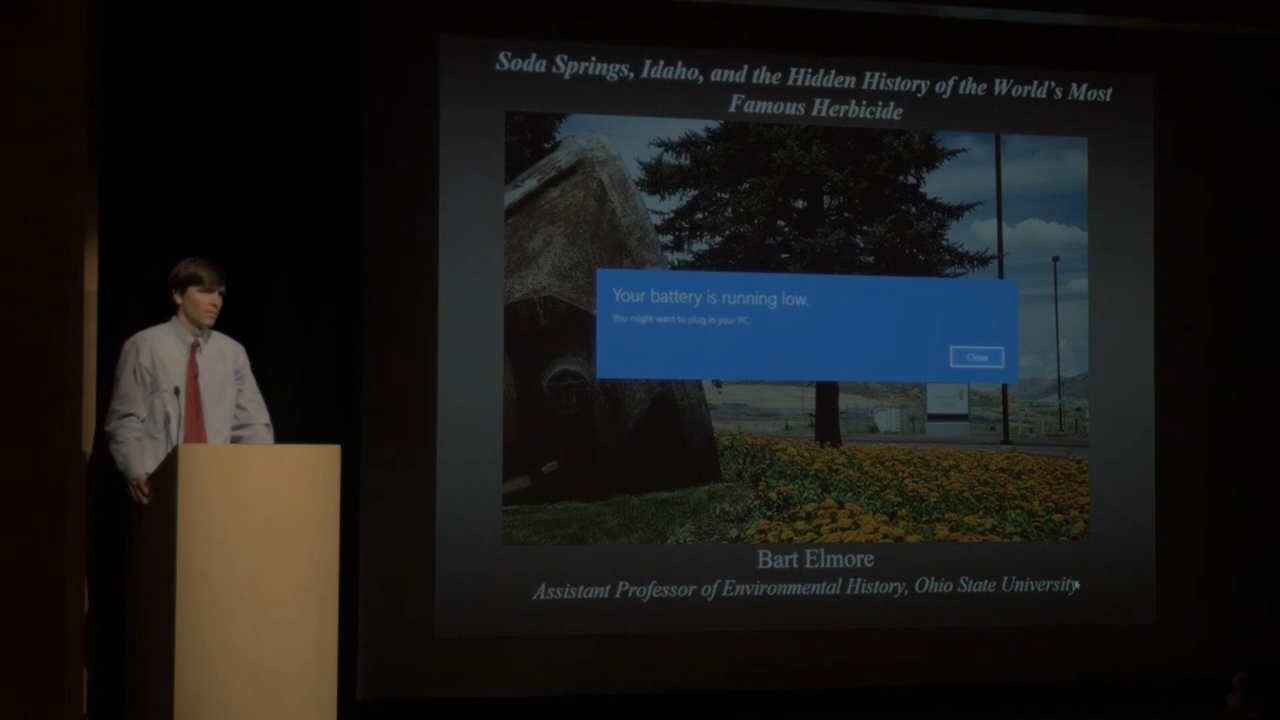 Soda Springs, Idaho, and the Hidden History of the World's Most
Famous Herbicide
Your battery is running low.
You might want to plug in your PC.
Close
Bart Elmore
Assistant Professor of Environmental History, Ohio State University